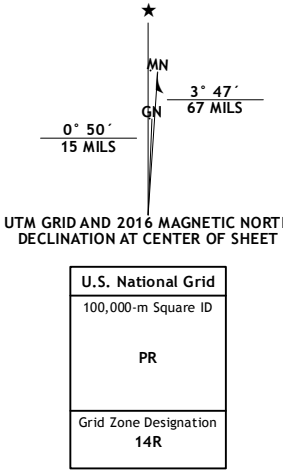 ★
MN
3° 47´
67 MILS
GN
0° 50´
15 MILS
UTM GRID AND 2016 MAGNETIC NORTH
DECLINATION AT CENTER OF SHEET
U.S. National Grid
100,000-m Square ID
PR
Grid Zone Designation
14R